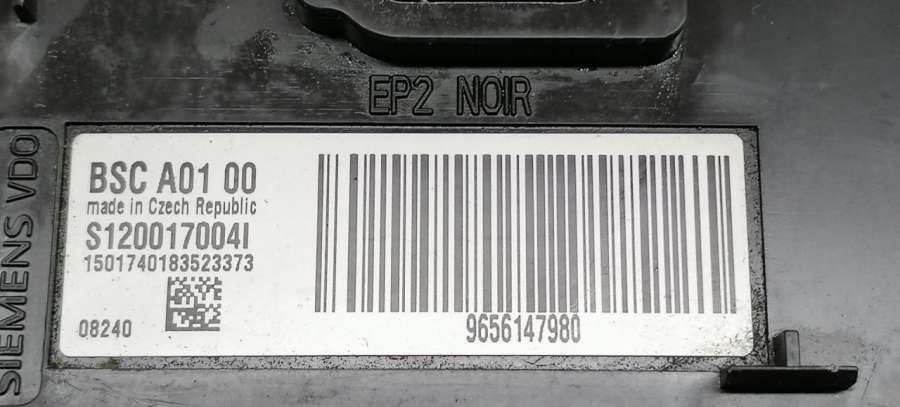 EP2 NOIR
SIEMENS VDO
BSC A01 00
made in Czech Republic
S120017004I
1501740183523373
08240
9656147980